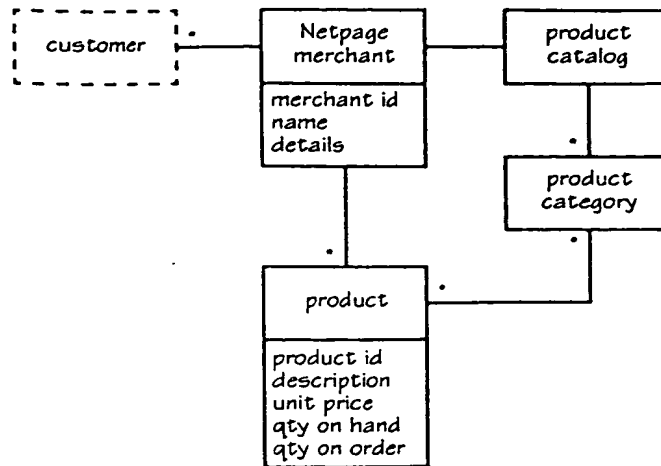 customer
Netpage
merchant
merchant id
name
details
product
catalog
product
category
product
product id
description
unit price
qty on hand
qty on order